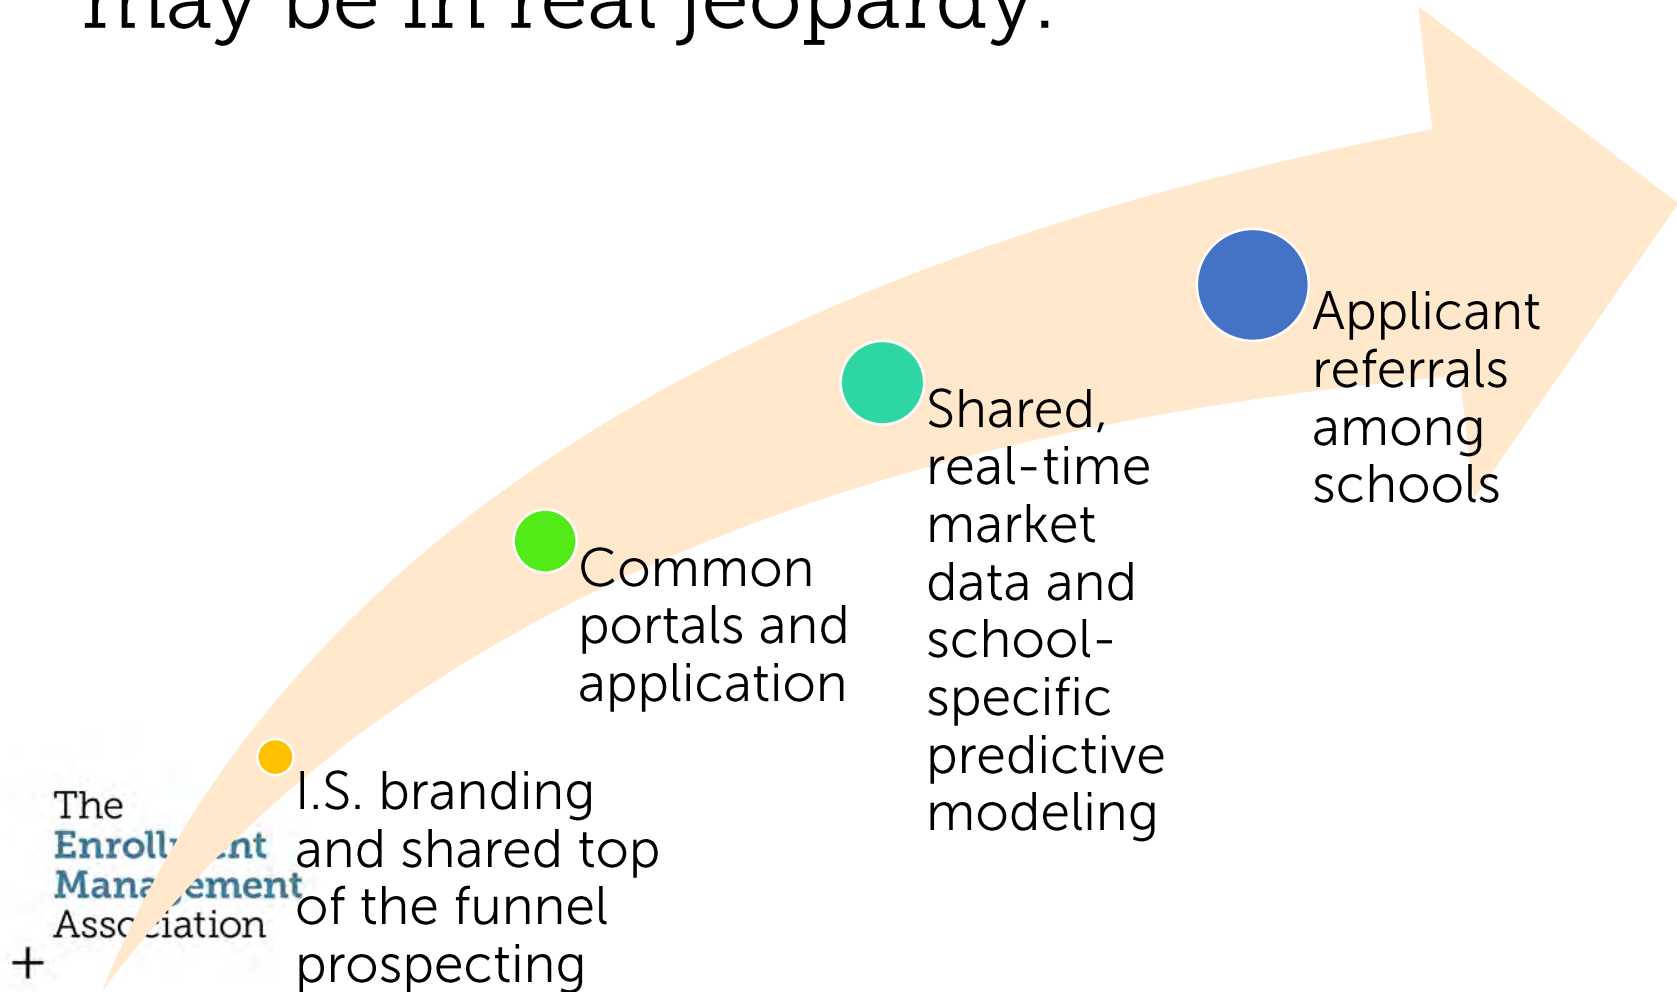 may be in real jeopardy.
Applicant
referrals
among
schools
Shared,
real-time
market
data and
school-
specific
predictive
modeling
Common
portals and
application
I.S. branding
and shared top
of the funnel
prospecting
The
Enrollment
Management
Association
+